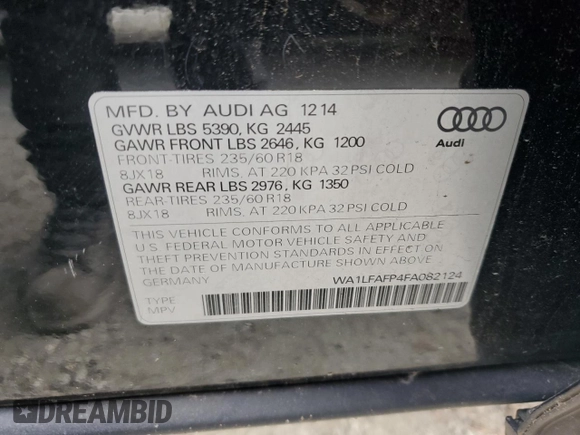 MFD. BY AUDI AG 12 14
GVWR LBS 5390, KG 2445
GAWR FRONT LBS 2646, KG 1200
FRONT-TIRES 235/60 R18
8JX18 RIMS, AT 220 KPA 32 PSI COLD
GAWR REAR LBS 2976, KG 1350
REAR-TIRES 235/60 R18
8JX18 RIMS, AT 220 KPA 32 PSI COLD
Audi
THIS VEHICLE CONFORMS TO ALL APPLICABLE
U.S. FEDERAL MOTOR VEHICLE SAFETY AND
THEFT PREVENTION STANDARDS IN EFFECT ON
THE DATE OF MANUFACTURE SHOWN ABOVE
GERMANY WA1LFAFP4FA082124
TYPE
MPV
DREAMBID